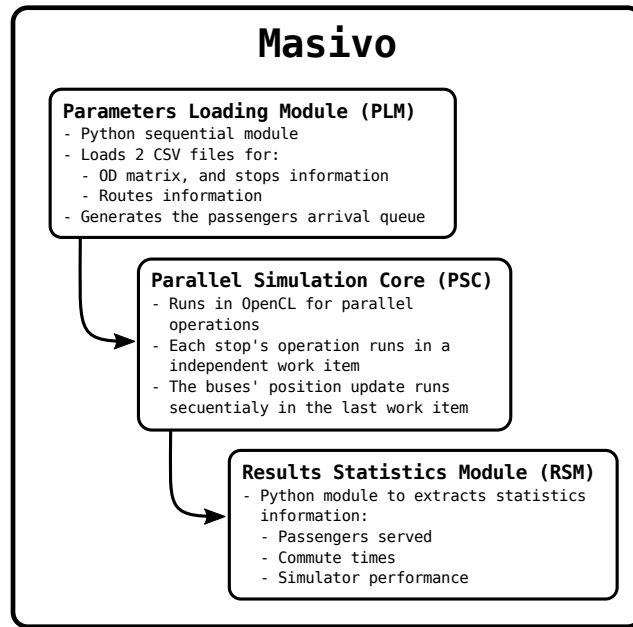 Masivo
Parameters Loading Module (PLM)
- Python sequential module
- Loads 2 CSV files for:
- OD matrix, and stops information
- Routes information
- Generates the passengers arrival queue
Parallel Simulation Core (PSC)
- Runs in OpenCL for parallel
operations
- Each stop's operation runs in a
independent work item
- The buses' position update runs
secuentialy in the last work item
Results Statistics Module (RSM)
- Python module to extracts statistics
information:
- Passengers served
- Commute times
- Simulator performance